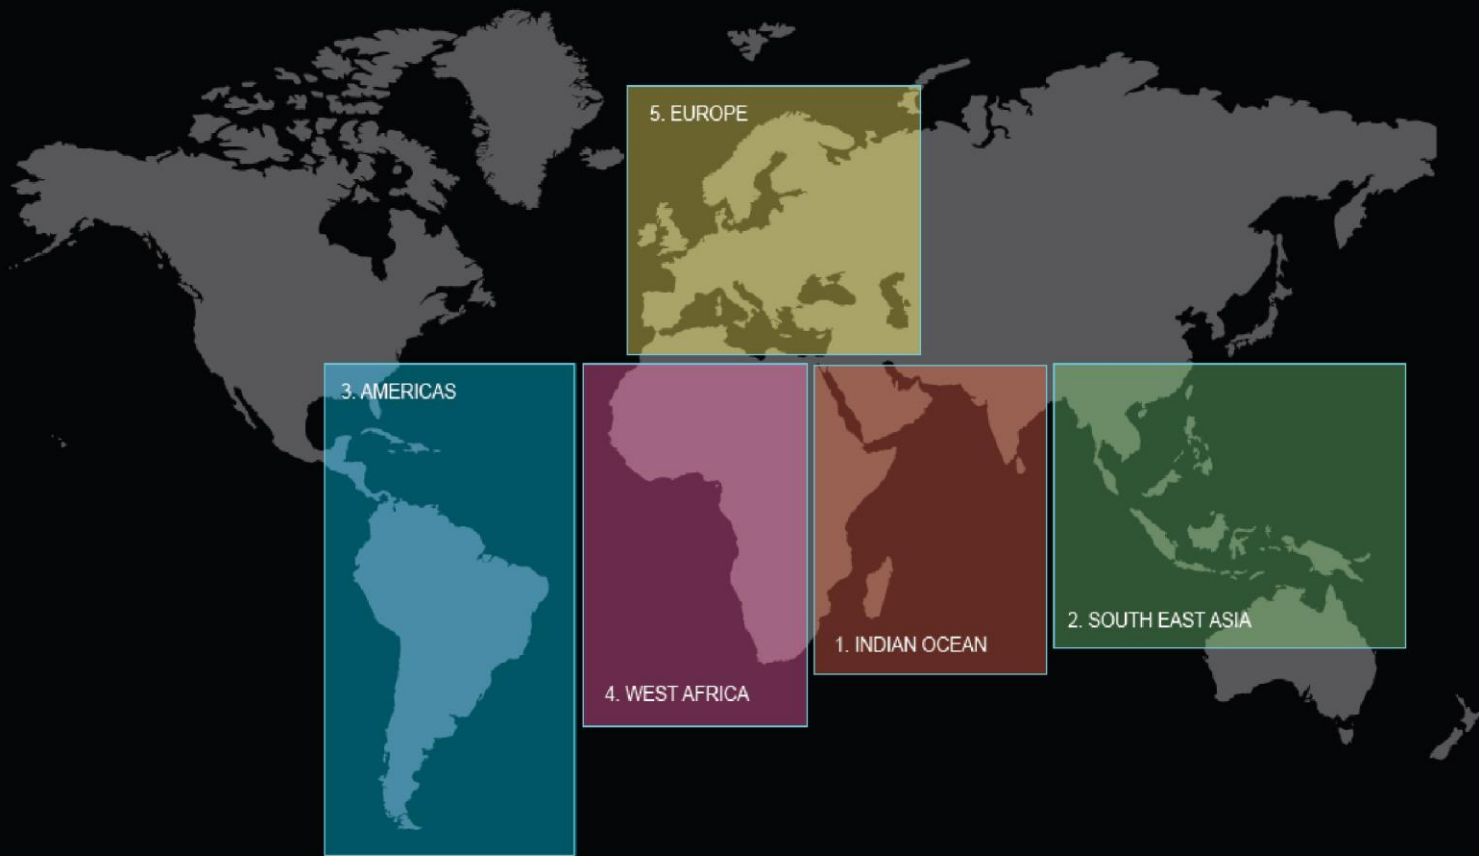 5. EUROPE
3. AMERICAS
4. WEST AFRICA
1. INDIAN OCEAN
2. SOUTH EAST ASIA